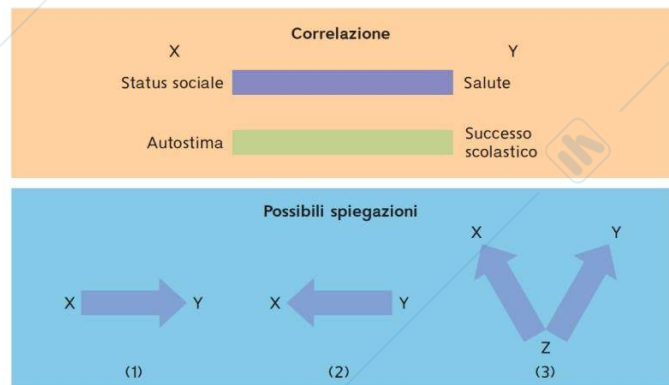 Correlazione
X Y
Status sociale Salute
Autostima Successo
scolastico
Possibili spiegazioni
X Y
X Y X Y
Z
(1) (2) (3)